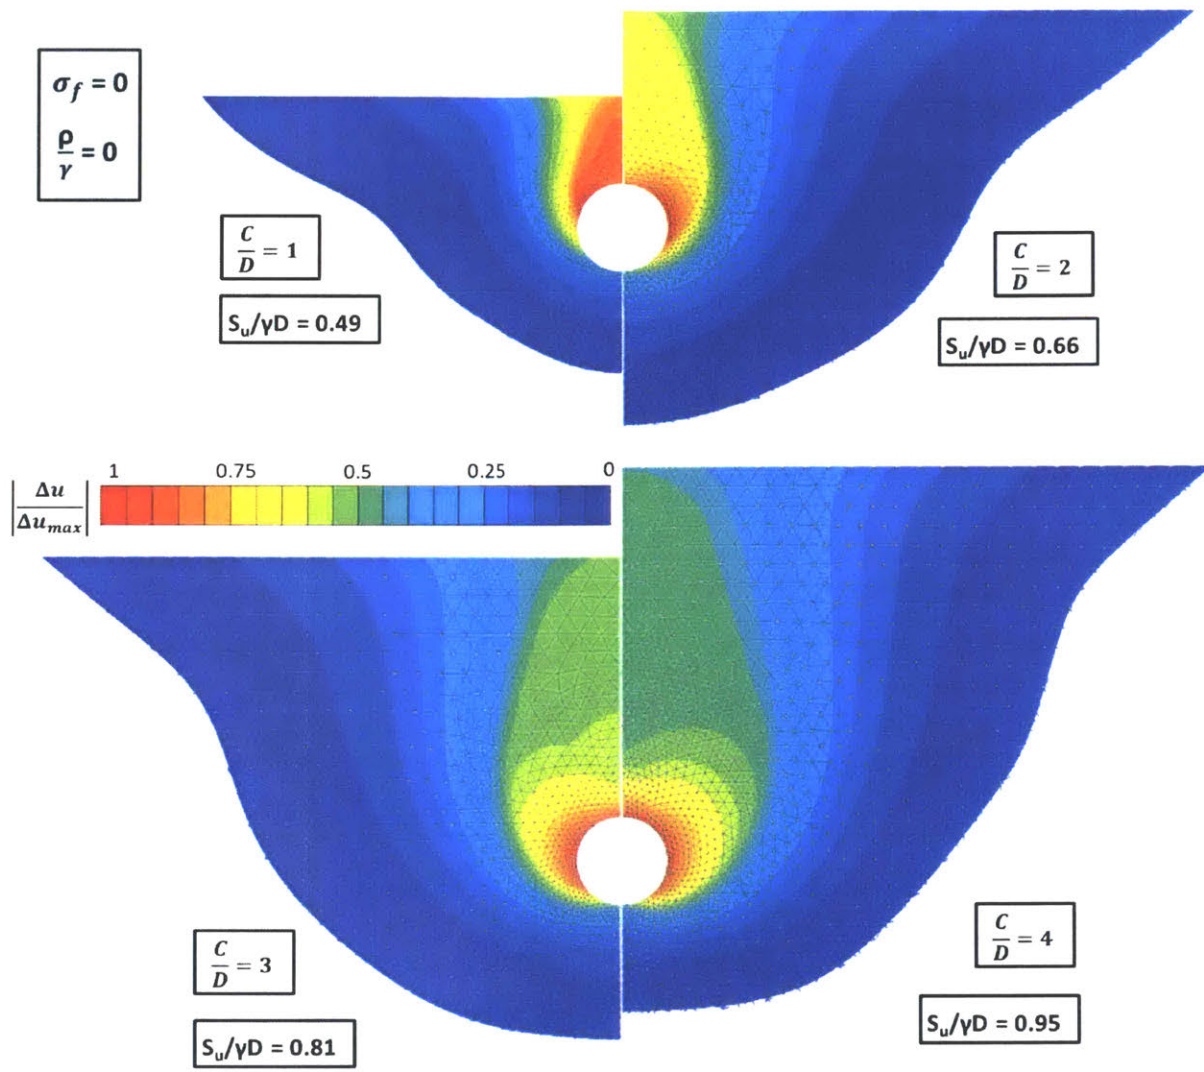 σ_f = 0
ρ/γ = 0
C/D = 1
S_u/γD = 0.49
C/D = 2
S_u/γD = 0.66
1 0.75 0.5 0.25 0
|Δu/Δu_max|
C/D = 3
S_u/γD = 0.81
C/D = 4
S_u/γD = 0.95